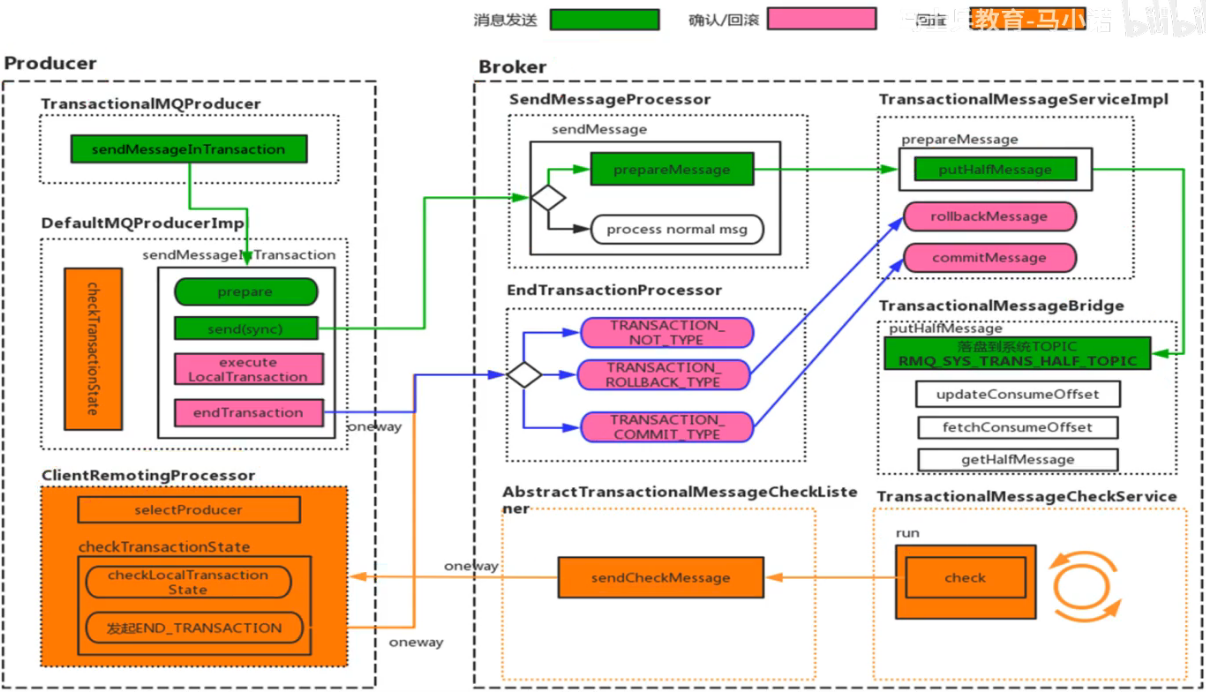 消息发送
确认/回滚
教育-马小
Producer
TransactionalMQProducer
sendMessageInTransaction
DefaultMQProducerImp
sendMessageInTransaction
checkTransactionState
prepare
send(sync)
execute
LocalTransaction
endTransaction
oneway
ClientRemotingProcessor
selectProducer
checkTransactionState
checkLocalTransaction
State
发起END_TRANSACTION
oneway
oneway
Broker
SendMessageProcessor
sendMessage
prepareMessage
process normal msg
EndTransactionProcessor
TRANSACTION_
NOT_TYPE
TRANSACTION_
ROLLBACK_TYPE
TRANSACTION_
COMMIT_TYPE
AbstractTransactionalMessageCheckListe
ner
sendCheckMessage
TransactionalMessageServiceImpl
prepareMessage
putHalfMessage
rollbackMessage
commitMessage
TransactionalMessageBridge
putHalfMessage
落盘到系统TOPIC
RMQ_SYS_TRANS_HALF_TOPIC
updateConsumeOffset
fetchConsumeOffset
getHalfMessage
TransactionalMessageCheckService
run
check